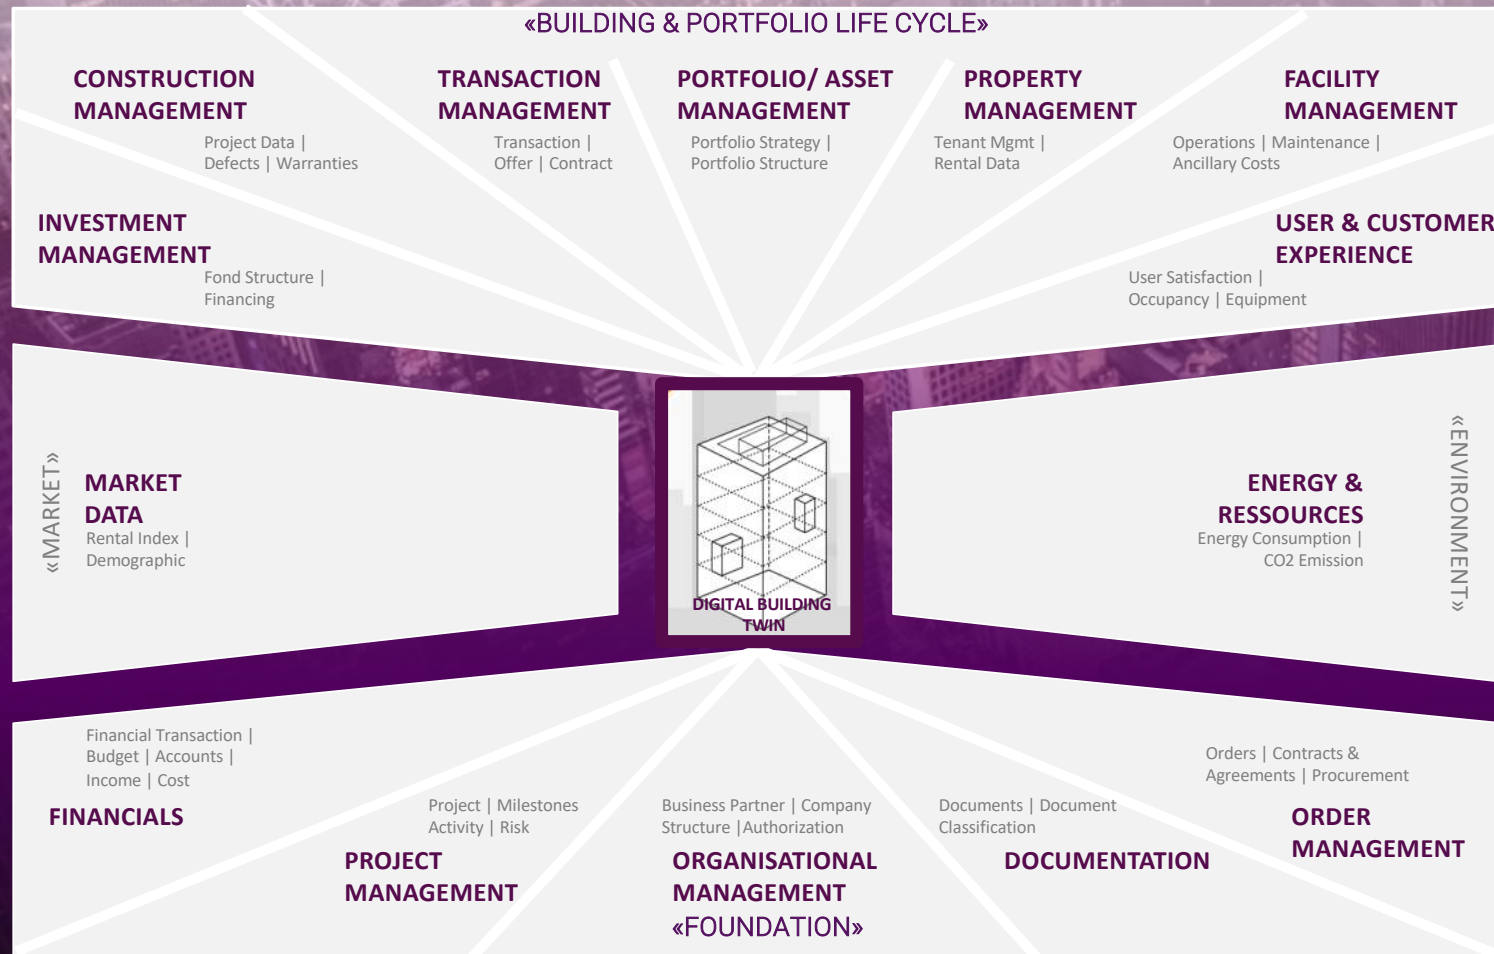 «BUILDING & PORTFOLIO LIFE CYCLE»
CONSTRUCTION
MANAGEMENT
Project Data |
Defects | Warranties
TRANSACTION
MANAGEMENT
Transaction |
Offer | Contract
PORTFOLIO/ ASSET
MANAGEMENT
Portfolio Strategy |
Portfolio Structure
PROPERTY
MANAGEMENT
Tenant Mgmt |
Rental Data
FACILITY
MANAGEMENT
Operations | Maintenance |
Ancillary Costs
INVESTMENT
MANAGEMENT
Fond Structure |
Financing
USER & CUSTOMER
EXPERIENCE
User Satisfaction |
Occupancy | Equipment
«MARKET»
MARKET
DATA
Rental Index |
Demographic
DIGITAL BUILDING
TWIN
ENERGY &
RESSOURCES
Energy Consumption |
CO2 Emission
«ENVIRONMENT»
Financial Transaction |
Budget | Accounts |
Income | Cost
FINANCIALS
Project | Milestones
Activity | Risk
PROJECT
MANAGEMENT
Business Partner | Company
Structure |Authorization
ORGANISATIONAL
MANAGEMENT
Documents | Document
Classification
DOCUMENTATION
Orders | Contracts &
Agreements | Procurement
ORDER
MANAGEMENT
«FOUNDATION»